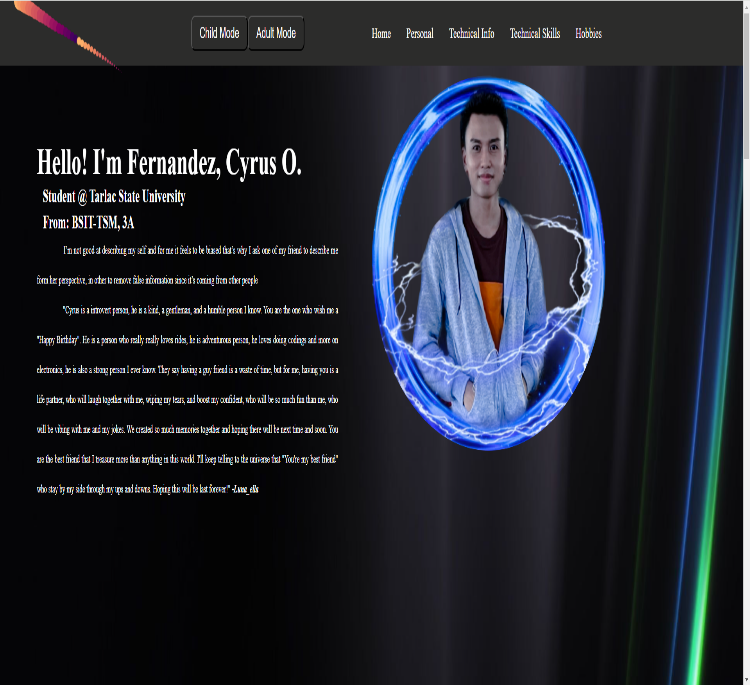 Child Mode Adult Mode Home Personal Technical Info Technical Skills Hobbies
Hello! I'm Fernandez, Cyrus O.
Student @ Tarlac State University
From: BSIT-TSM, 3A
I'm not good at describing my self and for me it feels to be biased that's why I ask one of my friend to describe me
form her perspective, in other to remove false information since it's coming from other people
"Cyrus is a introvert person, he is a kind, a gentleman, and a humble person I know. You are the one who wish me a
"Happy Birthday". He is a person who really really loves rides, he is adventurous person, he loves doing codings and more on
electronics, he is also a strong person I ever know. They say having a guy friend is a waste of time, but for me, having you is a
life partner, who will laugh together with me, wiping my tears, and boost my confident, who will be so much fun than me, who
will be vibing with me and my jokes. We created so much memories together and hoping there will be next time and soon. You
are the best friend that I treasure more than anything in this world. I'll keep telling to the universe that "You're my best friend"
who stay by my side through my ups and downs. Hoping this will be last forever!" -Luna_ella